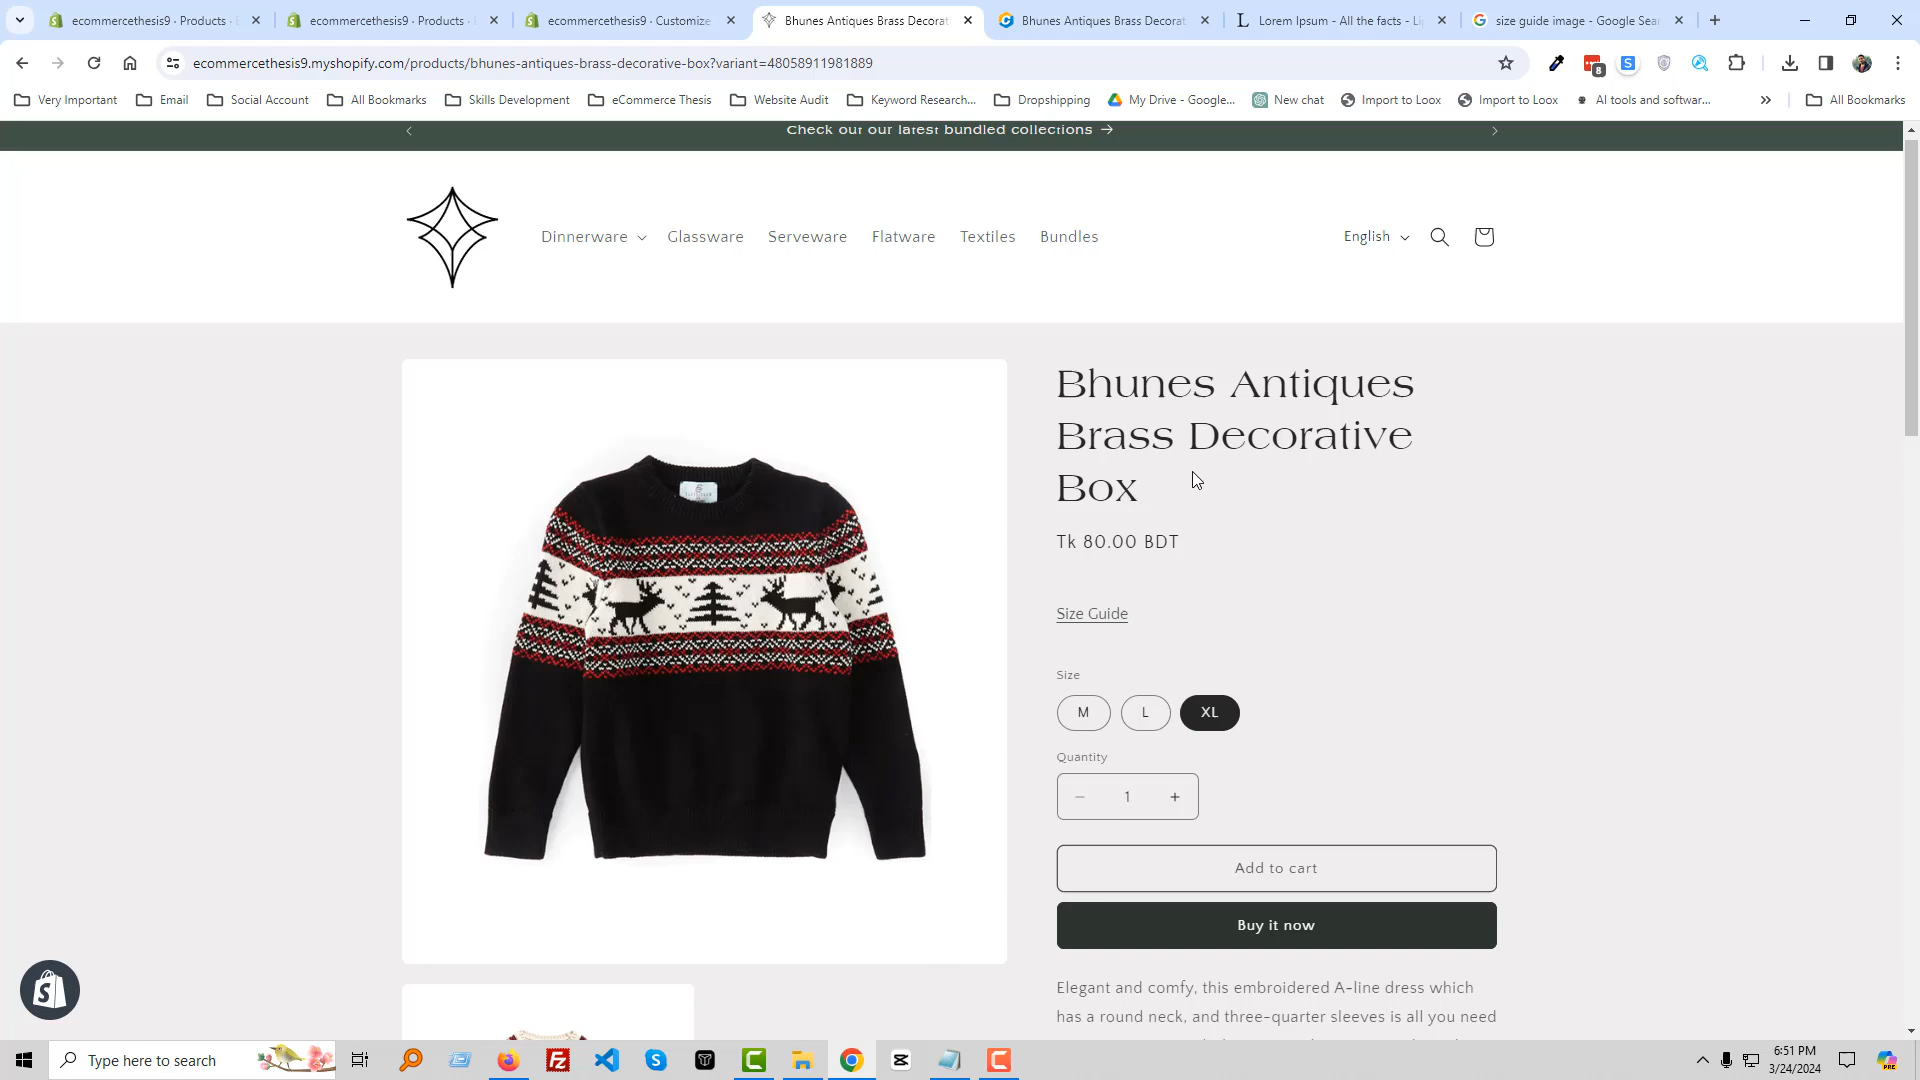 ecommercethesis9 · Products ·
ecommercethesis9 · Products ·
ecommercethesis9 · Customize
Bhunes Antiques Brass Decorat
Bhunes Antiques Brass Decorat
Lorem Ipsum - All the facts - Li
size guide image - Google Sea
ecommercethesis9.myshopify.com/products/bhunes-antiques-brass-decorative-box?variant=48058911981889
8
Very Important
Email
Social Account
All Bookmarks
Skills Development
eCommerce Thesis
Website Audit
Keyword Research...
Dropshipping
My Drive - Google...
New chat
Import to Loox
Import to Loox
AI tools and softwar...
All Bookmarks
Check out our latest bundled collections →
Dinnerware
Glassware
Serveware
Flatware
Textiles
Bundles
English
Bhunes Antiques
Brass Decorative
Box
Tk 80.00 BDT
Size Guide
Size
M
L
XL
Quantity
− 1 +
Add to cart
Buy it now
Elegant and comfy, this embroidered A-line dress which
has a round neck, and three-quarter sleeves is all you need
Type here to search
6:51 PM
3/24/2024